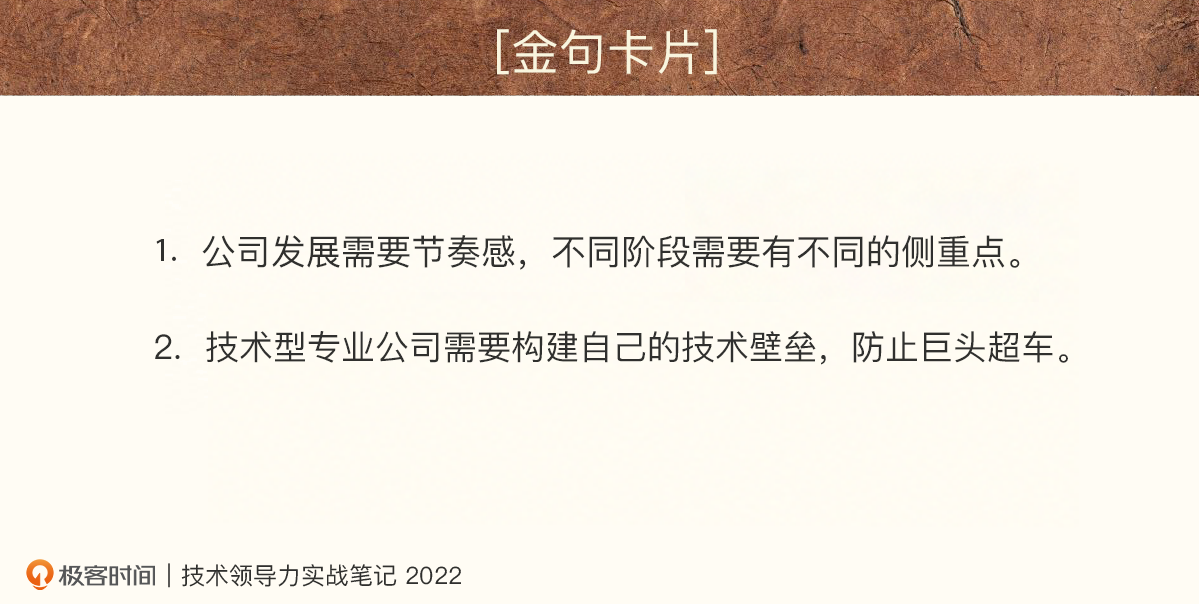 [金句卡片]
1. 公司发展需要节奏感，不同阶段需要有不同的侧重点。
2. 技术型专业公司需要构建自己的技术壁垒，防止巨头超车。
极客时间 | 技术领导力实战笔记 2022